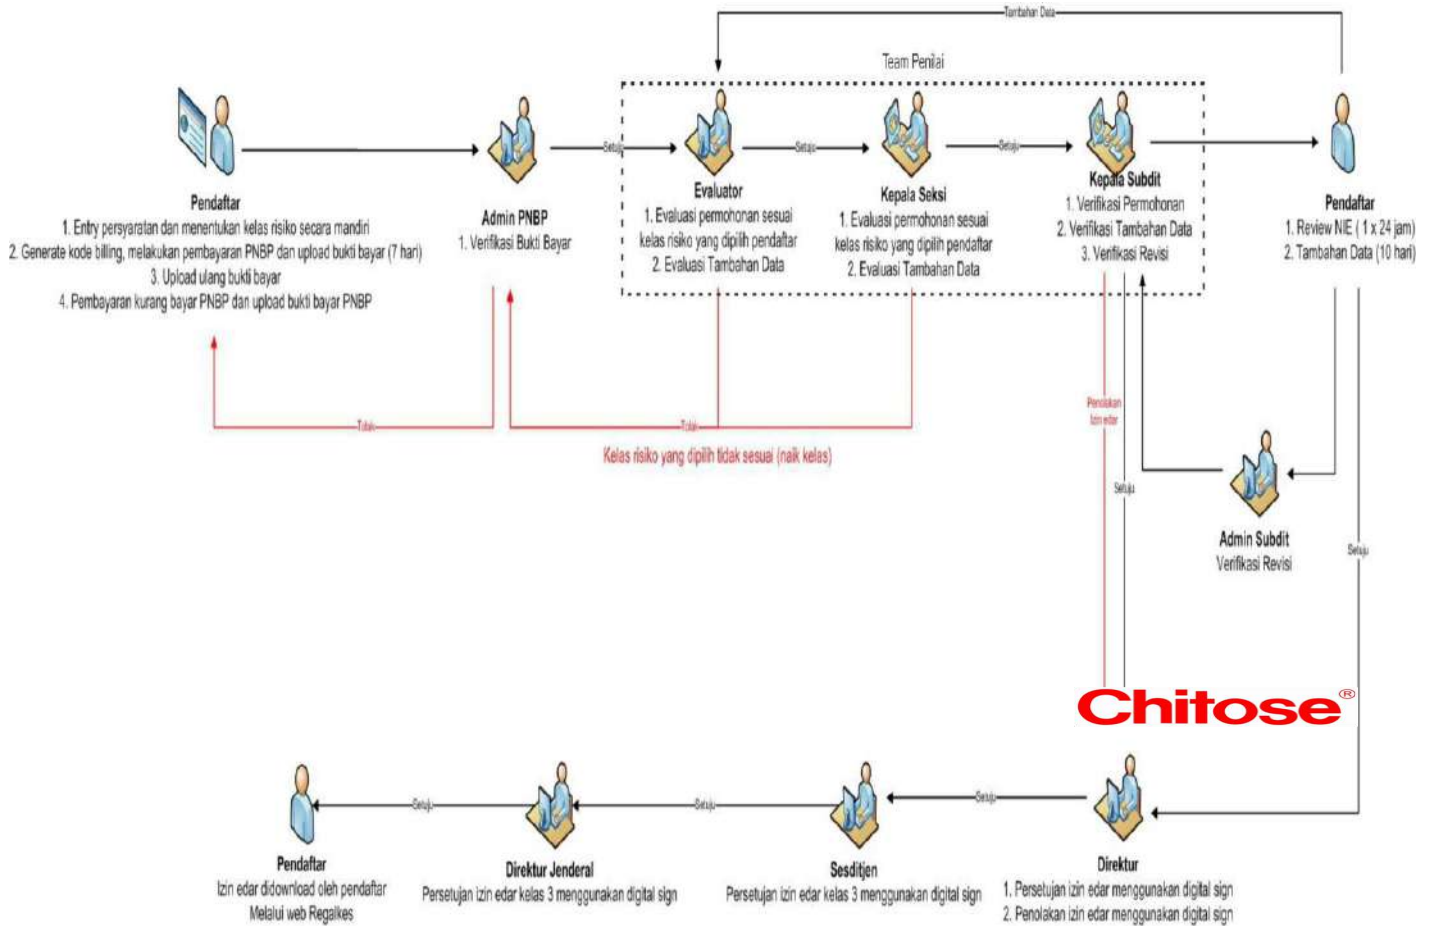 Tambahan Data
Team Penilai
Setuju
Setuju
Setuju
Pendaftar
1. Entry persyaratan dan menentukan kelas risiko secara mandiri
2. Generate kode billing, melakukan pembayaran PNBP dan upload bukti bayar (7 hari)
3. Upload ulang bukti bayar
4. Pembayaran kurang bayar PNBP dan upload bukti bayar PNBP
Admin PNBP
1. Verifikasi Bukti Bayar
Evaluator
1. Evaluasi permohonan sesuai
kelas risiko yang dipilih pendaftar
2. Evaluasi Tambahan Data
Kepala Seksi
1. Evaluasi permohonan sesuai
kelas risiko yang dipilih pendaftar
2. Evaluasi Tambahan Data
Kepala Subdit
1. Verifikasi Permohonan
2. Verifikasi Tambahan Data
3. Verifikasi Revisi
Pendaftar
1. Review NIE ( 1 x 24 jam)
2. Tambahan Data (10 hari)
Tolak
Tolak
Kelas risiko yang dipilih tidak sesuai (naik kelas)
Penolakan
Izin edar
Setuju
Admin Subdit
Verifikasi Revisi
Setuju
Chitose®
Setuju
Setuju
Setuju
Pendaftar
Izin edar didownload oleh pendaftar
Melalui web Regalkes
Direktur Jenderal
Persetujan izin edar kelas 3 menggunakan digital sign
Sesditjen
Persetujan izin edar kelas 3 menggunakan digital sign
Direktur
1. Persetujan izin edar menggunakan digital sign
2. Penolakan izin edar menggunakan digital sign